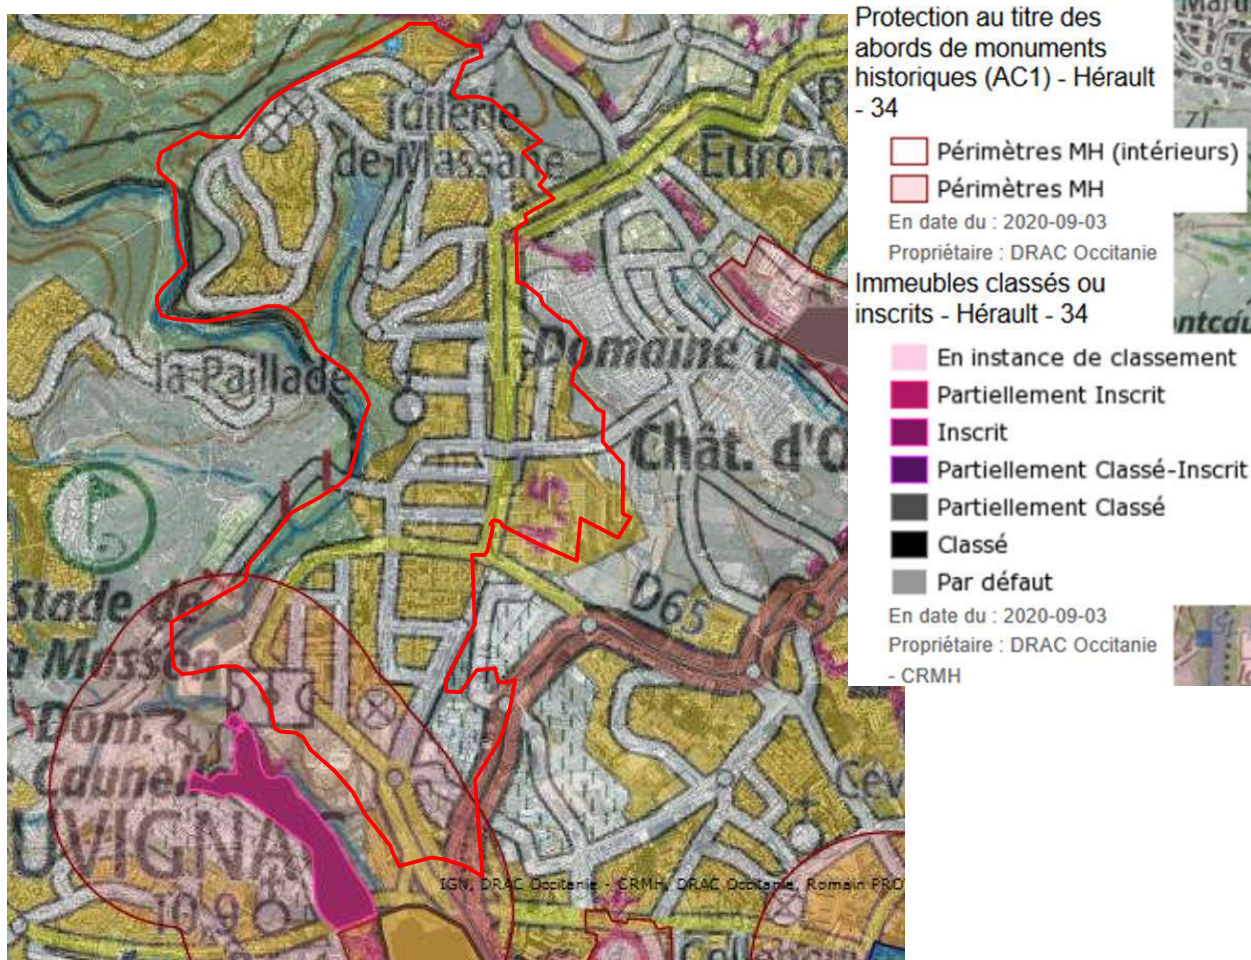 Protection au titre des
abords de monuments
historiques (AC1) - Hérault
- 34
Périmètres MH (intérieurs)
Périmètres MH
En date du : 2020-09-03
Propriétaire : DRAC Occitanie
Immeubles classés ou
inscrits - Hérault - 34
En instance de classement
Partiellement Inscrit
Inscrit
Partiellement Classé-Inscrit
Partiellement Classé
Classé
Par défaut
En date du : 2020-09-03
Propriétaire : DRAC Occitanie
- CRMH
Tuilerie
de Massane
Eurom
Domaine d
la Paillade
Chât. d'O
Stade de
a Mosson
D65
Dom.
Caunell
Cév
UVIGNAC
IGN, DRAC Occitanie - CRMH, DRAC Occitanie, Romain PRO
109